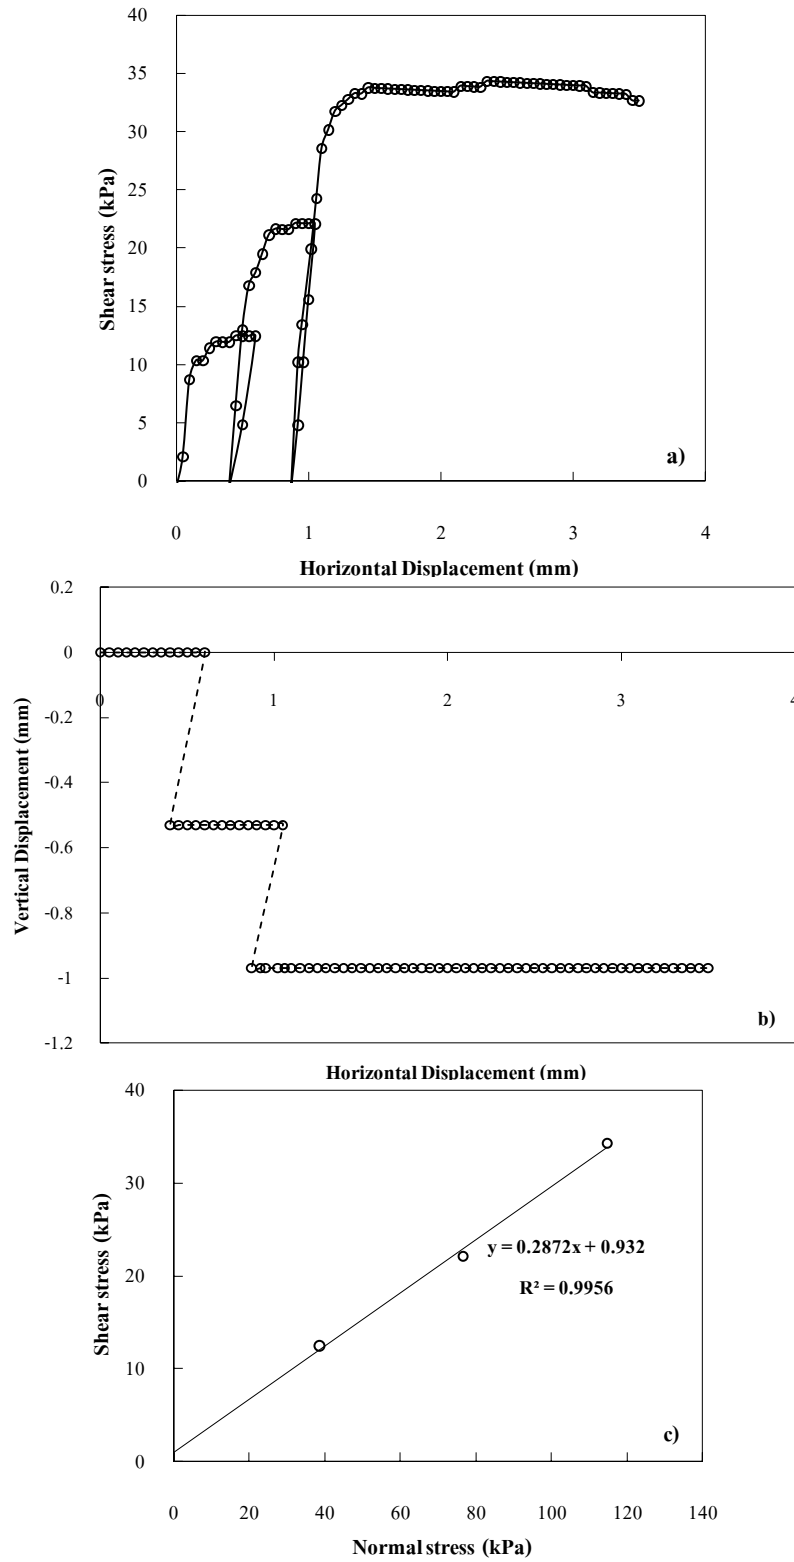 40
35
30
25
20
15
10
5
0
Shear stress (kPa)
a)
0 1 2 3 4
Horizontal Displacement (mm)
0.2
0
-0.2
-0.4
-0.6
-0.8
-1
-1.2
Vertical Displacement (mm)
0 1 2 3 4
b)
Horizontal Displacement (mm)
40
30
20
10
0
Shear stress (kPa)
y = 0.2872x + 0.932
R² = 0.9956
c)
0 20 40 60 80 100 120 140
Normal stress (kPa)